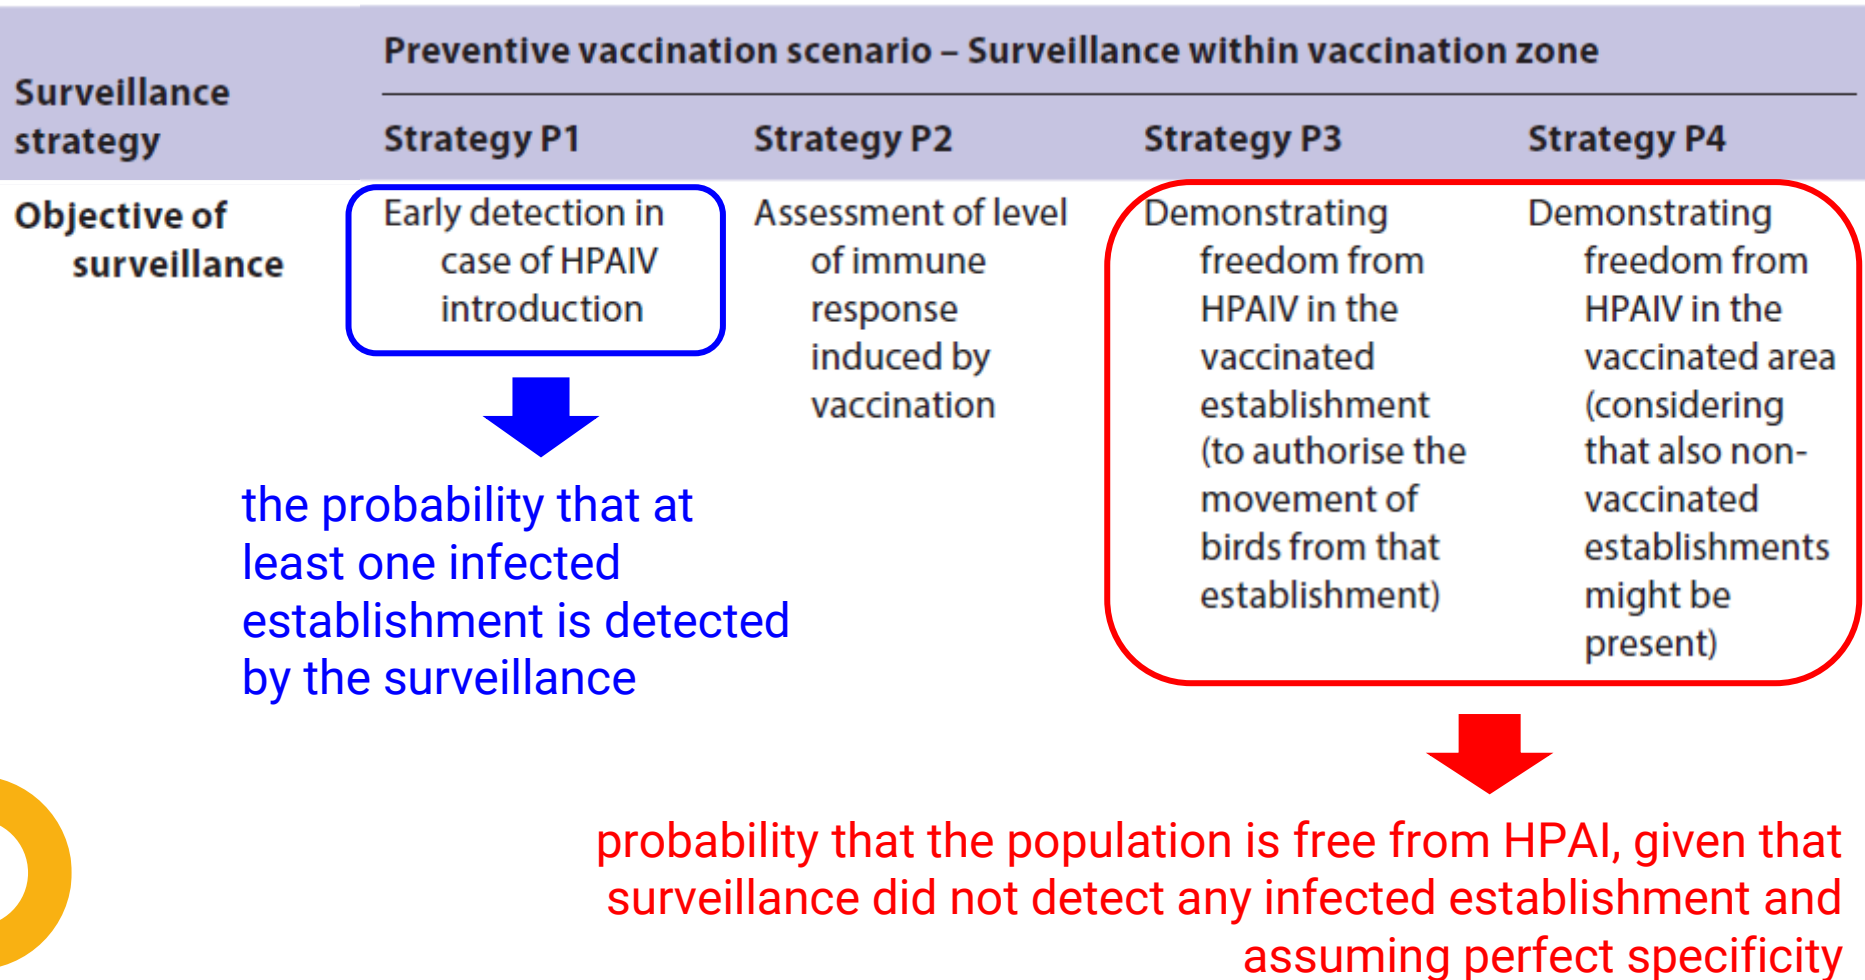 Surveillance
strategy
Preventive vaccination scenario – Surveillance within vaccination zone
Strategy P1
Strategy P2
Strategy P3
Strategy P4
Objective of
surveillance
Early detection in
case of HPAIV
introduction
Assessment of level
of immune
response
induced by
vaccination
Demonstrating
freedom from
HPAIV in the
vaccinated
establishment
(to authorise the
movement of
birds from that
establishment)
Demonstrating
freedom from
HPAIV in the
vaccinated area
(considering
that also non-
vaccinated
establishments
might be
present)
the probability that at
least one infected
establishment is detected
by the surveillance
probability that the population is free from HPAI, given that
surveillance did not detect any infected establishment and
assuming perfect specificity